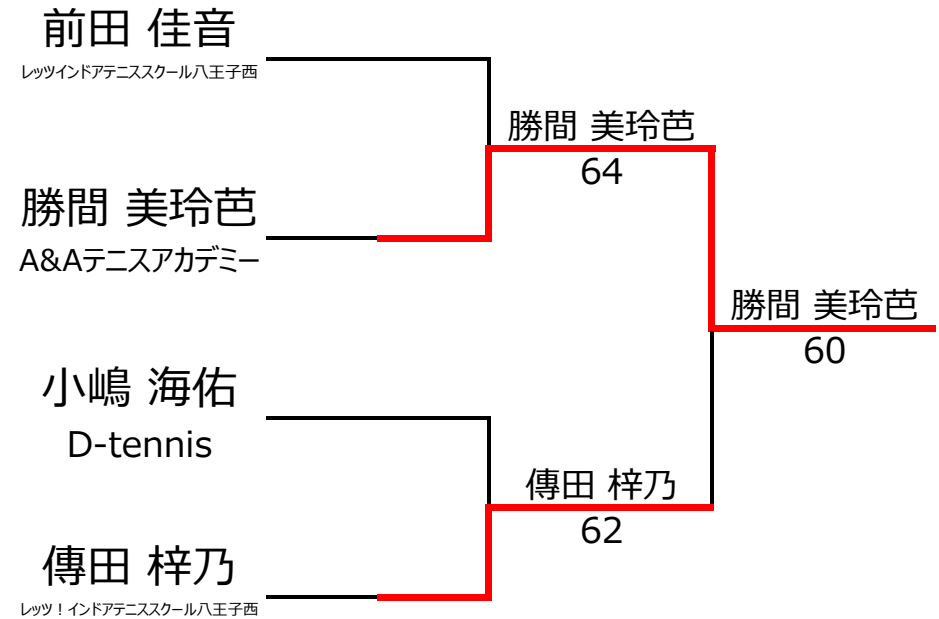 前田 佳音
レッツインドアテニススクール八王子西
勝間 美玲芭
64
勝間 美玲芭
A&Aテニスアカデミー
勝間 美玲芭
60
小嶋 海佑
D-tennis
傳田 梓乃
62
傳田 梓乃
レッツ!インドアテニススクール八王子西